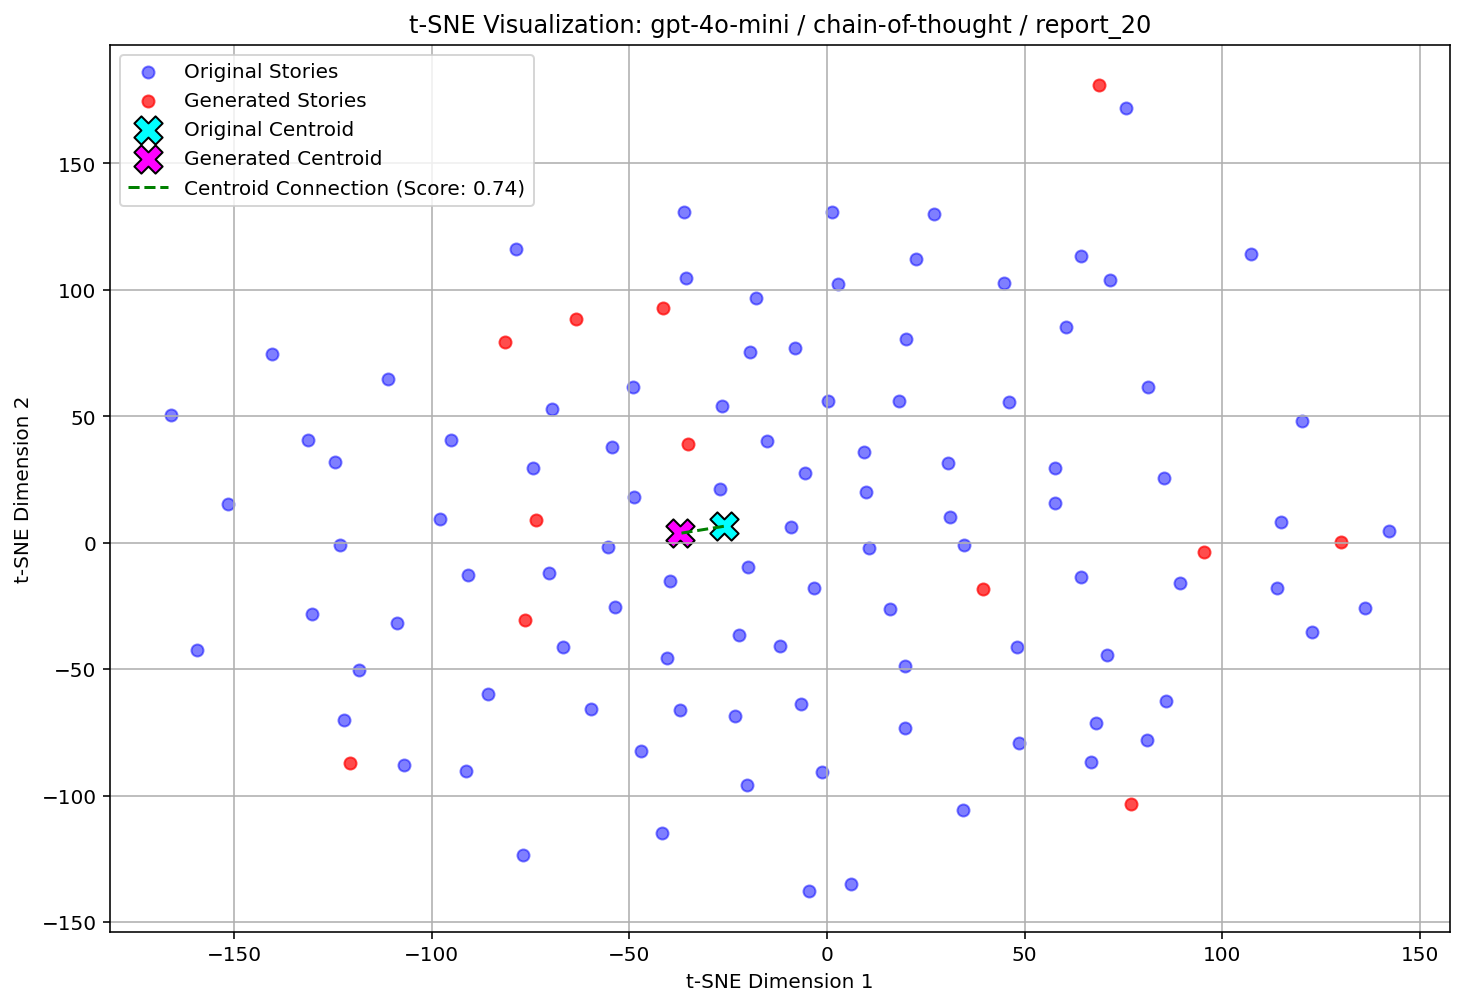 t-SNE Visualization: gpt-4o-mini / chain-of-thought / report_20
Original Stories
Generated Stories
Original Centroid
Generated Centroid
Centroid Connection (Score: 0.74)
t-SNE Dimension 2
150
100
50
0
−50
−100
−150
−150
−100
−50
0
50
100
150
t-SNE Dimension 1